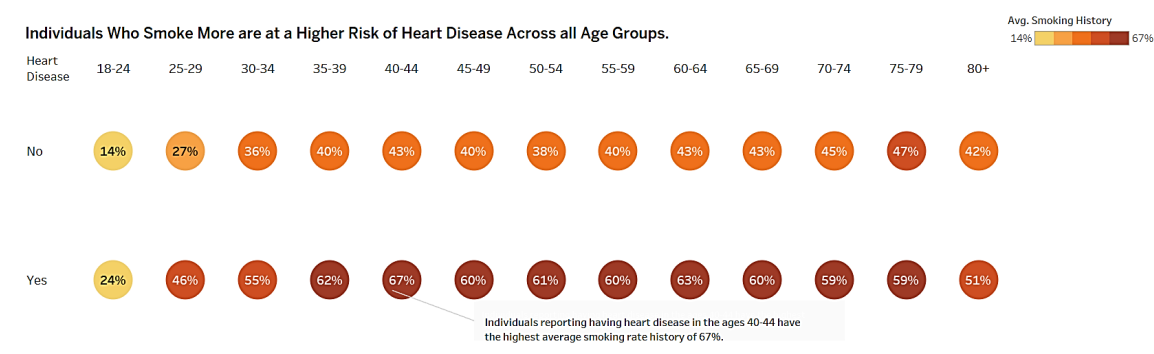 Individuals Who Smoke More are at a Higher Risk of Heart Disease Across all Age Groups.
Avg. Smoking History
14% 67%
Heart
Disease
18-24 25-29 30-34 35-39 40-44 45-49 50-54 55-59 60-64 65-69 70-74 75-79 80+
No 14% 27% 36% 40% 43% 40% 38% 40% 43% 43% 45% 47% 42%
Yes 24% 46% 55% 62% 67% 60% 61% 60% 63% 60% 59% 59% 51%
Individuals reporting having heart disease in the ages 40-44 have
the highest average smoking rate history of 67%.